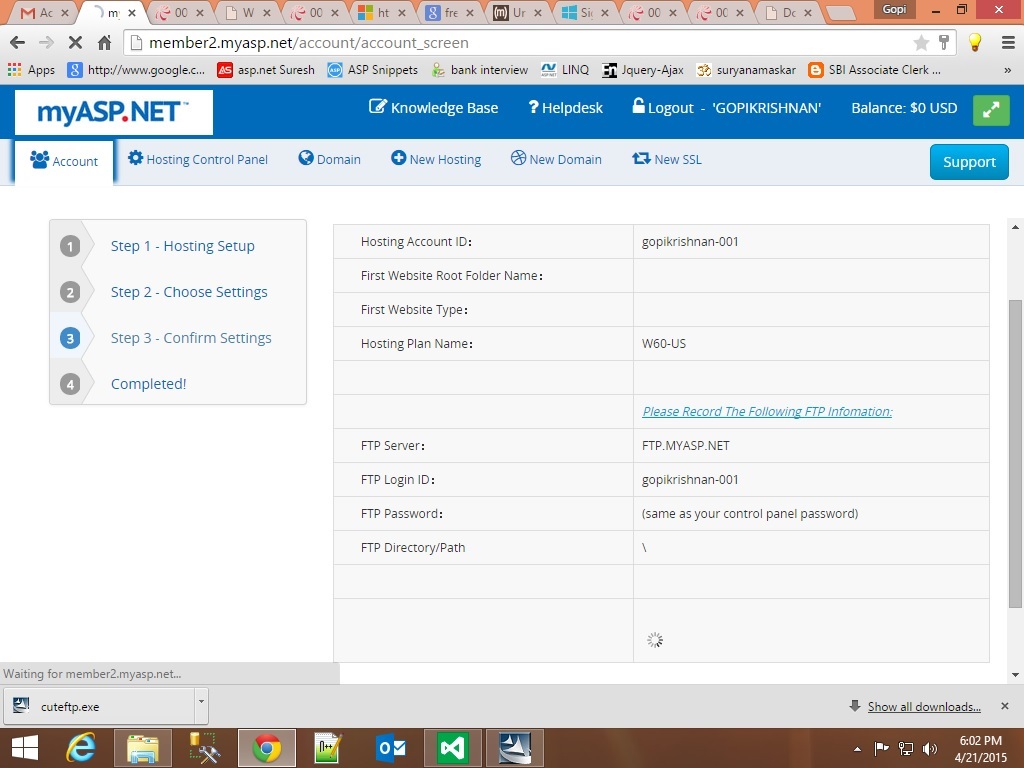 Ac
my
00
W
00
ht
fre
Ur
Si
00
00
Do
Gopi
member2.myasp.net/account/account_screen
Apps
http://www.google.c...
asp.net Suresh
ASP Snippets
bank interview
LINQ
Jquery-Ajax
suryanamaskar
SBI Associate Clerk ...
»
myASP.NET™
Knowledge Base
? Helpdesk
Logout - 'GOPIKRISHNAN'
Balance: $0 USD
Account
Hosting Control Panel
Domain
New Hosting
New Domain
New SSL
Support
1 Step 1 - Hosting Setup
2 Step 2 - Choose Settings
3 Step 3 - Confirm Settings
4 Completed!
Hosting Account ID: gopikrishnan-001
First Website Root Folder Name:
First Website Type:
Hosting Plan Name: W60-US
Please Record The Following FTP Infomation:
FTP Server: FTP.MYASP.NET
FTP Login ID: gopikrishnan-001
FTP Password: (same as your control panel password)
FTP Directory/Path \
Waiting for member2.myasp.net...
cuteftp.exe
Show all downloads...
6:02 PM
4/21/2015